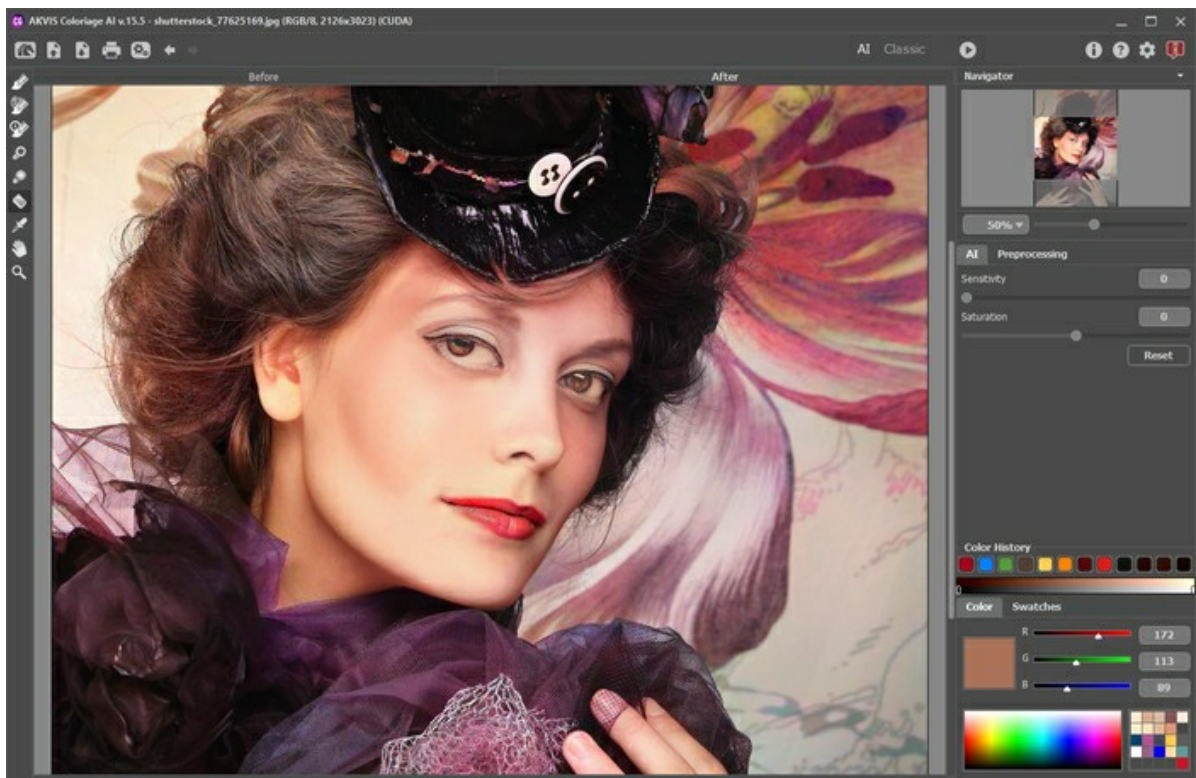 AKVIS Coloriage AI v.15.5 - shutterstock_77625169.jpg (RGB/8, 2126x3023) (CUDA)
AI Classic
Before After
Navigator
50%
AI Preprocessing
Sensitivity 0
Saturation 0
Reset
Color History
Color Swatches
R 172
G 113
B 89